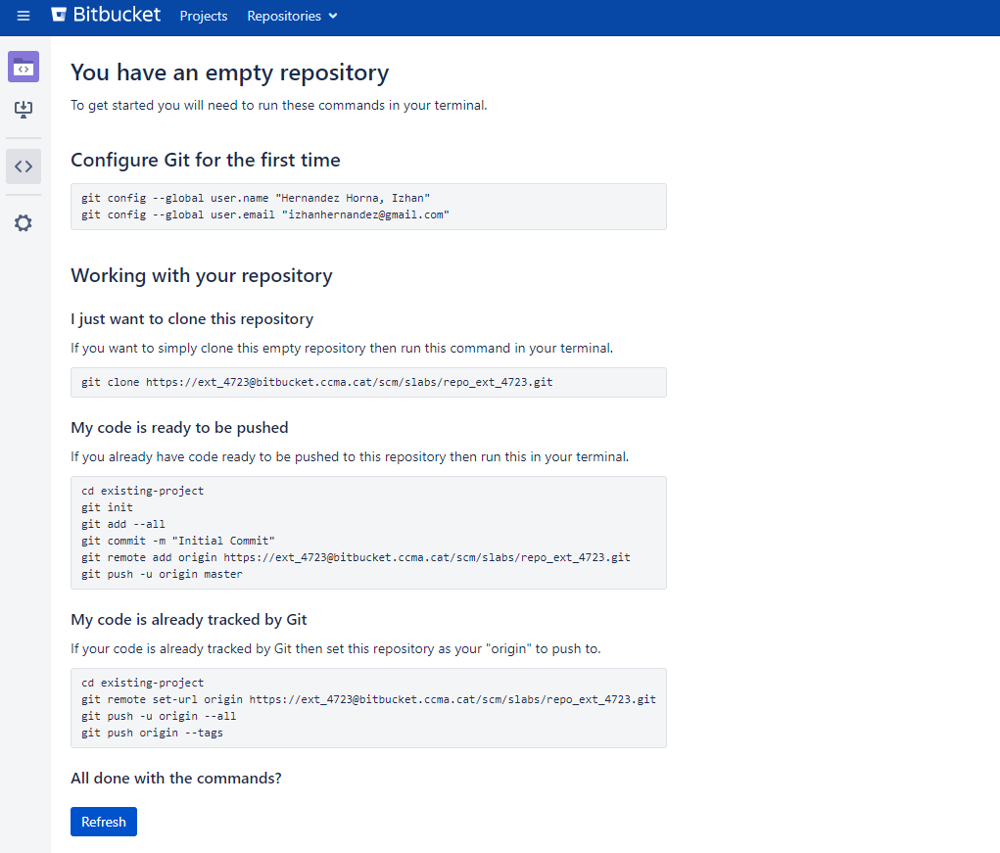 Bitbucket Projects Repositories
You have an empty repository
To get started you will need to run these commands in your terminal.
Configure Git for the first time
git config --global user.name "Hernandez Horna, Izhan"
git config --global user.email "izhanhernandez@gmail.com"
Working with your repository
I just want to clone this repository
If you want to simply clone this empty repository then run this command in your terminal.
git clone https://ext_4723@bitbucket.ccma.cat/scm/slabs/repo_ext_4723.git
My code is ready to be pushed
If you already have code ready to be pushed to this repository then run this in your terminal.
cd existing-project
git init
git add --all
git commit -m "Initial Commit"
git remote add origin https://ext_4723@bitbucket.ccma.cat/scm/slabs/repo_ext_4723.git
git push -u origin master
My code is already tracked by Git
If your code is already tracked by Git then set this repository as your "origin" to push to.
cd existing-project
git remote set-url origin https://ext_4723@bitbucket.ccma.cat/scm/slabs/repo_ext_4723.git
git push -u origin --all
git push origin --tags
All done with the commands?
Refresh